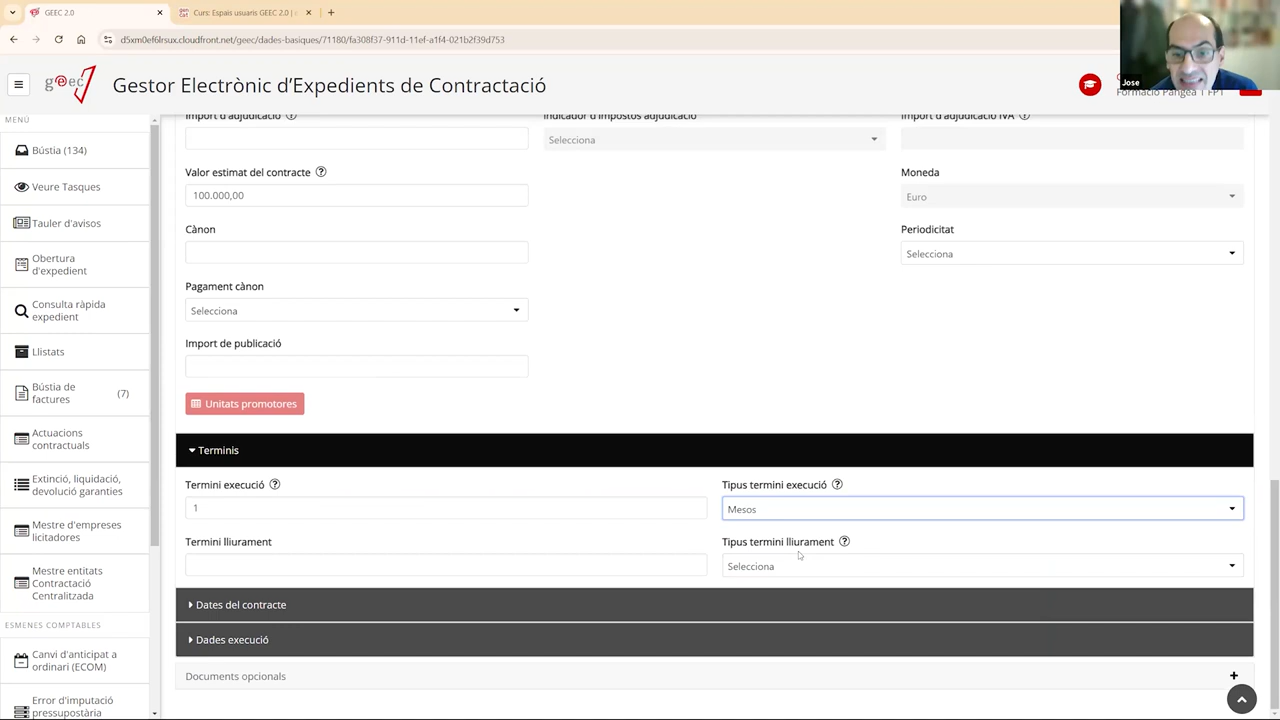 GEEC 2.0
Curs: Espais usuaris GEEC 2.0 | c
d5xm0ef6lrsux.cloudfront.net/geec/dades-basiques/71180/fa308f37-911d-11ef-a1f4-021b2f39d753
Jose
geec
Gestor Electrònic d'Expedients de Contractació
Formació Pangea 1 FPT
MENÚ
Bústia (134)
Veure Tasques
Tauler d'avisos
Obertura
d'expedient
Consulta ràpida
expedient
Llistats
Bústia de
factures
(7)
Actuacions
contractuals
Extinció, liquidació,
devolució garanties
Mestre d'empreses
licitadores
Mestre entitats
Contractació
Centralitzada
ESMENES COMPTABLES
Canvi d'anticipat a
ordinari (ECOM)
Error d'imputació
pressupostària
Import d'adjudicació
Indicador d'impostos adjudicació
Import d'adjudicació IVA
Selecciona
Valor estimat del contracte
Moneda
100.000,00
Euro
Cànon
Periodicitat
Selecciona
Pagament cànon
Selecciona
Import de publicació
Unitats promotores
Terminis
Termini execució
Tipus termini execució
1
Mesos
Termini lliurament
Tipus termini lliurament
Selecciona
Dates del contracte
Dades execució
Documents opcionals